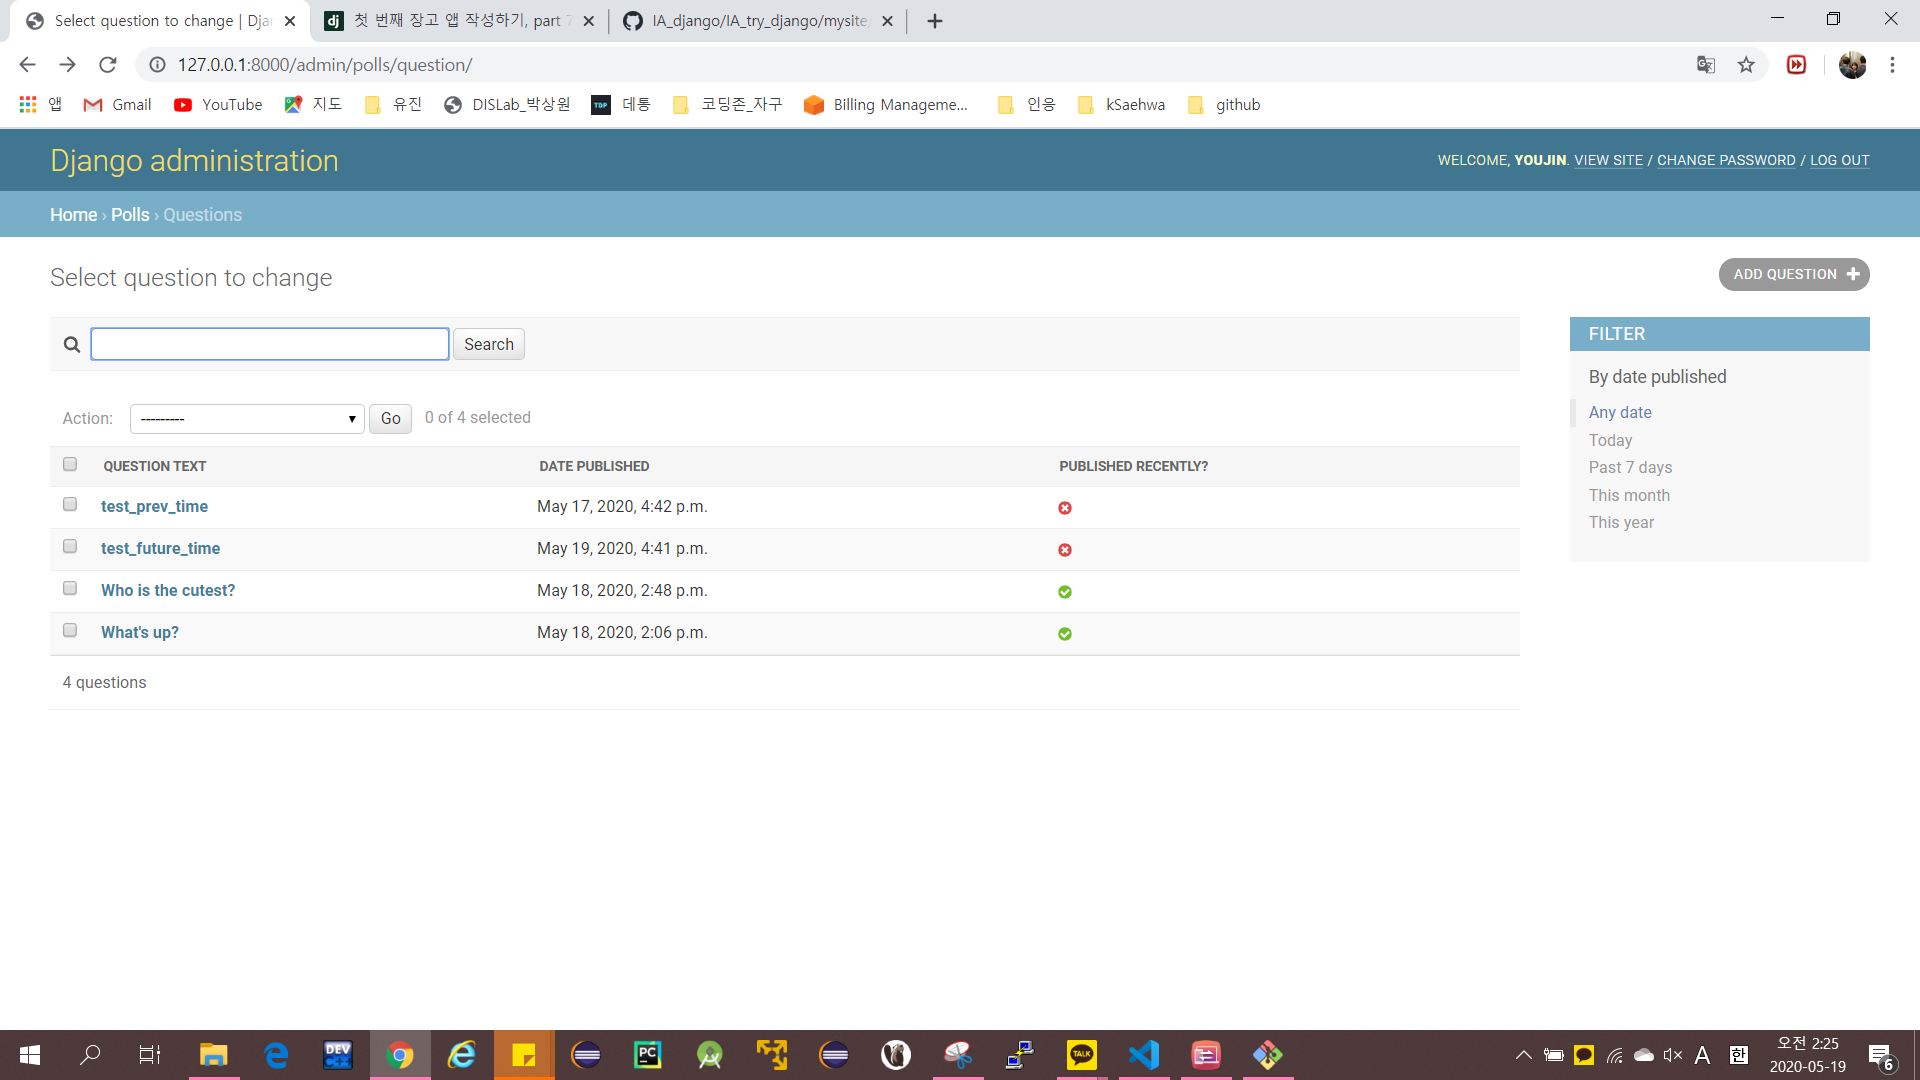 Select question to change | Djan
첫 번째 장고 앱 작성하기, part 7
IA_django/IA_try_django/mysite/
127.0.0.1:8000/admin/polls/question/
앱
Gmail
YouTube
지도
유진
DISLab_박상원
TDP
데통
코딩존_자구
Billing Manageme...
인응
kSaehwa
github
Django administration
WELCOME, YOUJIN. VIEW SITE / CHANGE PASSWORD / LOG OUT
Home › Polls › Questions
Select question to change
ADD QUESTION
Search
Action:
---------
Go
0 of 4 selected
QUESTION TEXT DATE PUBLISHED PUBLISHED RECENTLY?
test_prev_time May 17, 2020, 4:42 p.m.
test_future_time May 19, 2020, 4:41 p.m.
Who is the cutest? May 18, 2020, 2:48 p.m.
What's up? May 18, 2020, 2:06 p.m.
4 questions
FILTER
By date published
Any date
Today
Past 7 days
This month
This year
DEV
C++
PC
TALK
A
한
오전 2:25
2020-05-19
6